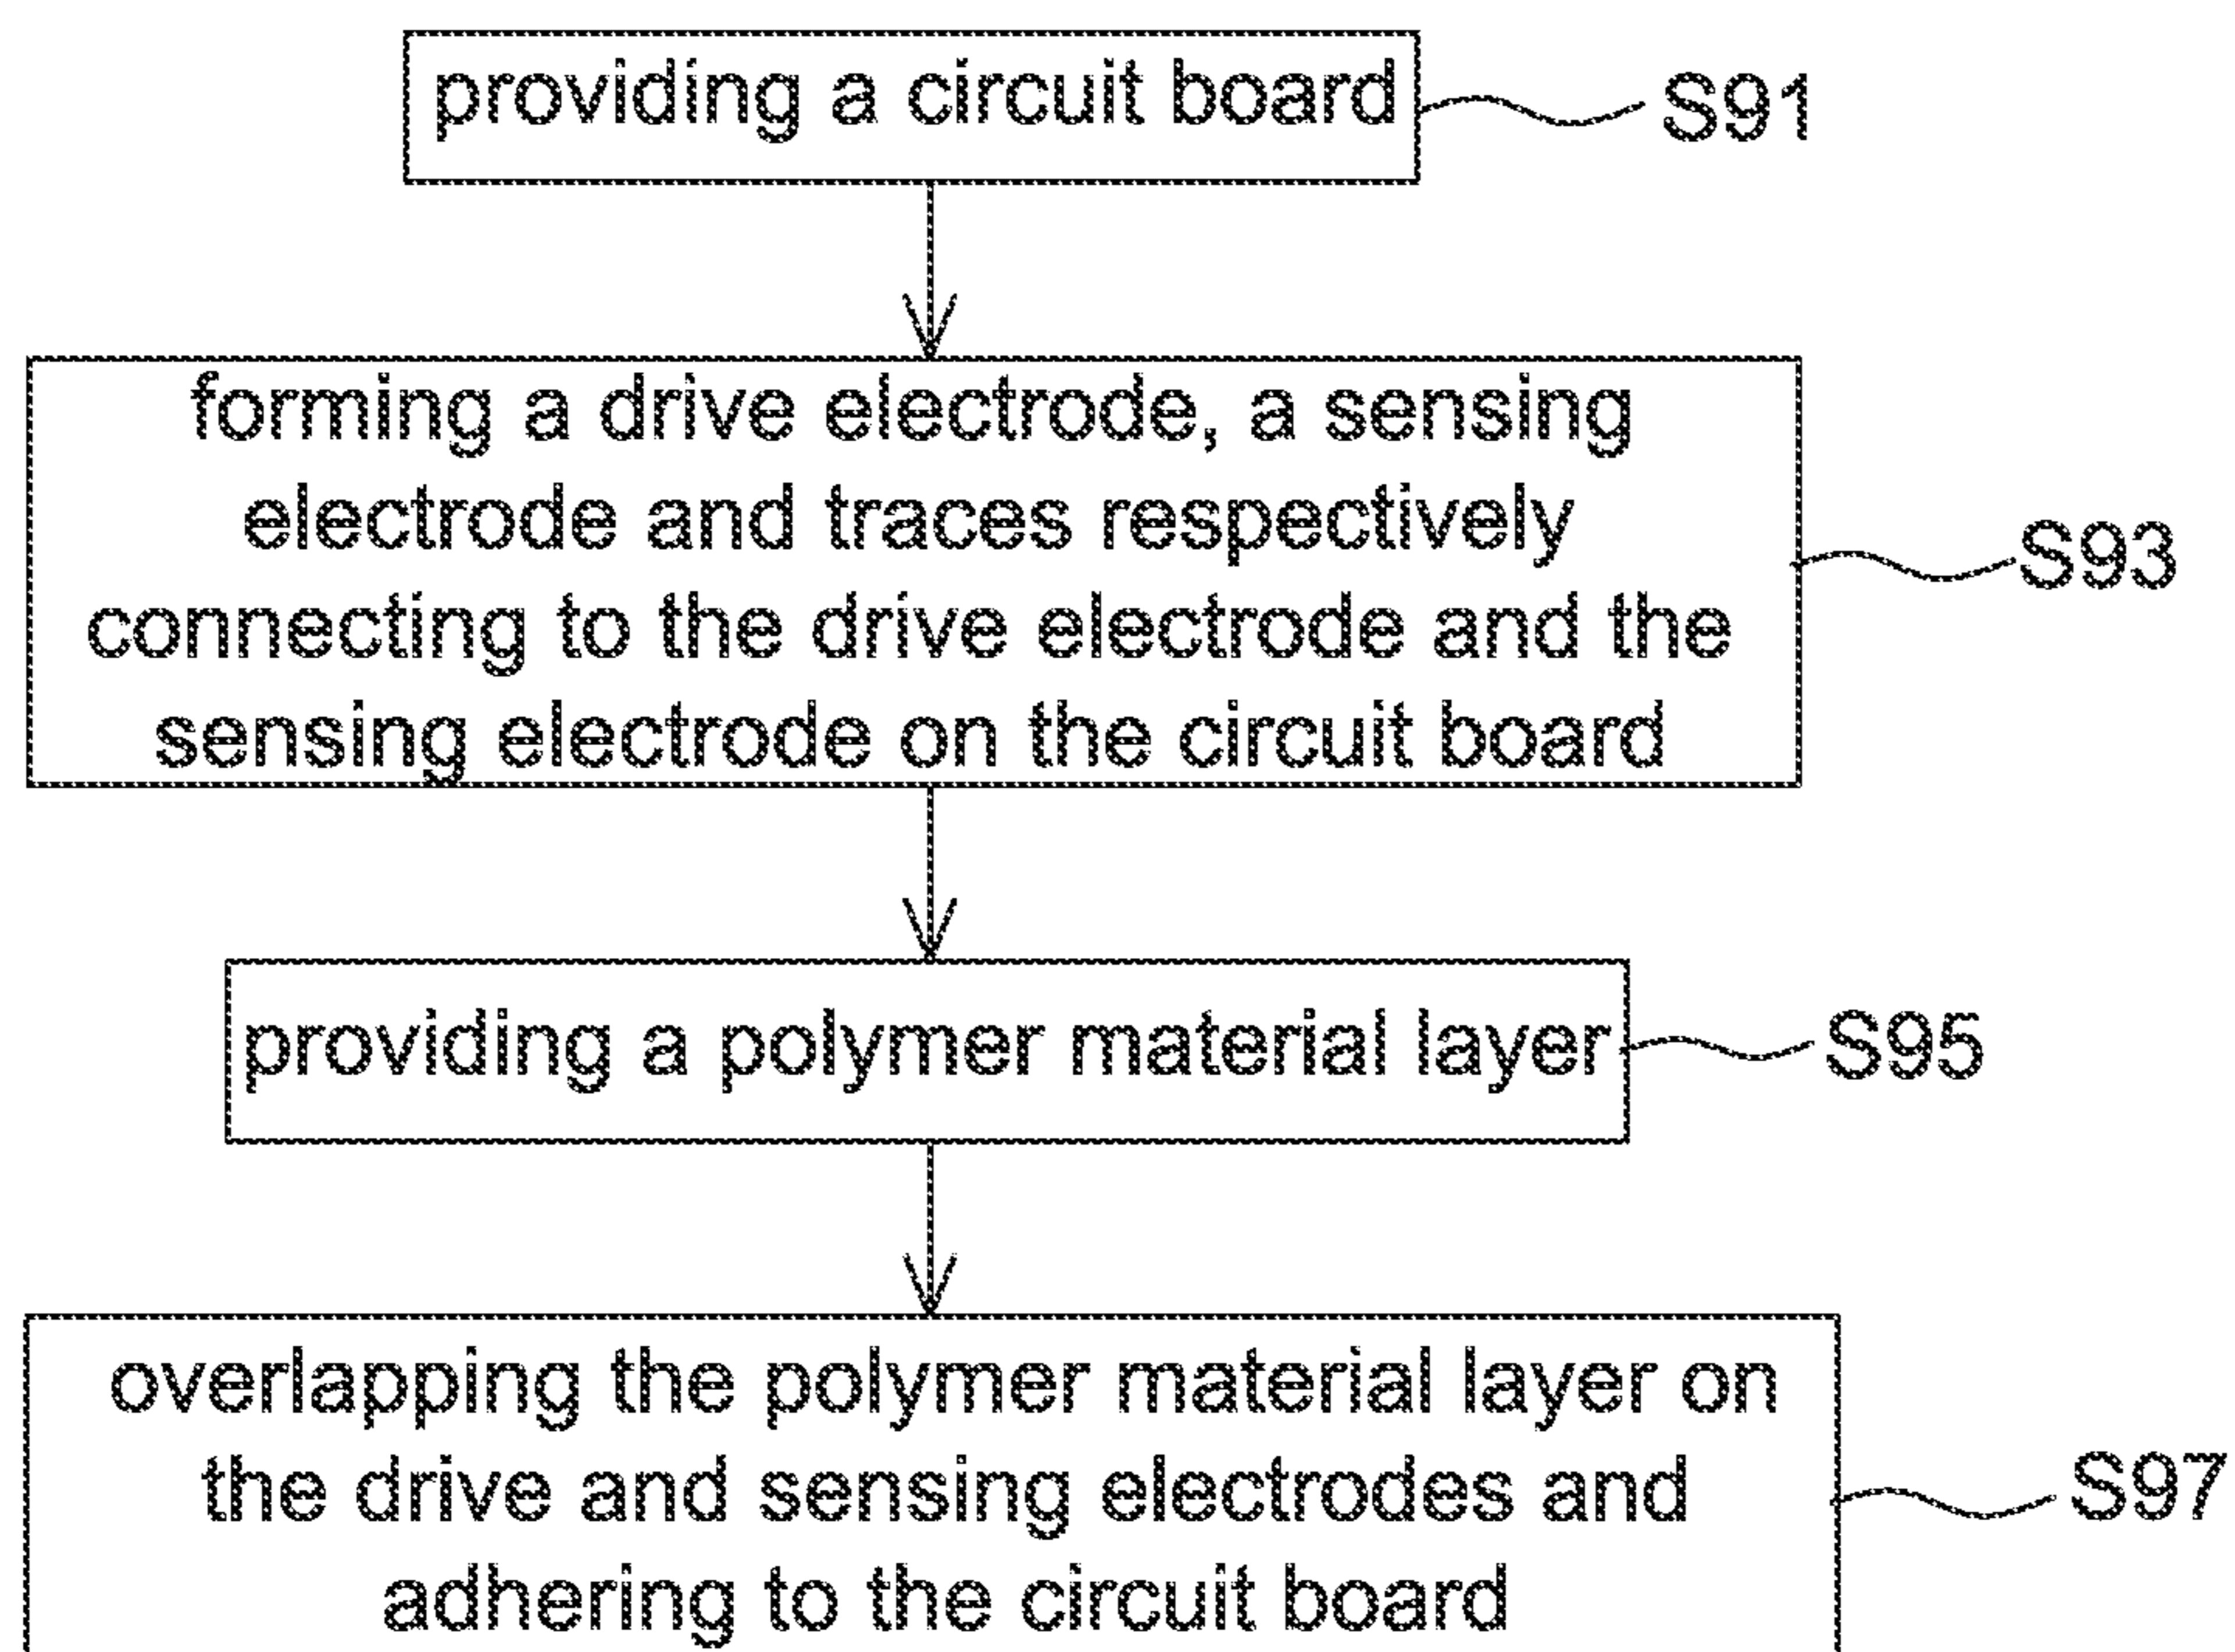 providing a circuit board
S91
forming a drive electrode, a sensing
electrode and traces respectively
connecting to the drive electrode and the
sensing electrode on the circuit board
S93
providing a polymer material layer
S95
overlapping the polymer material layer on
the drive and sensing electrodes and
adhering to the circuit board
S97